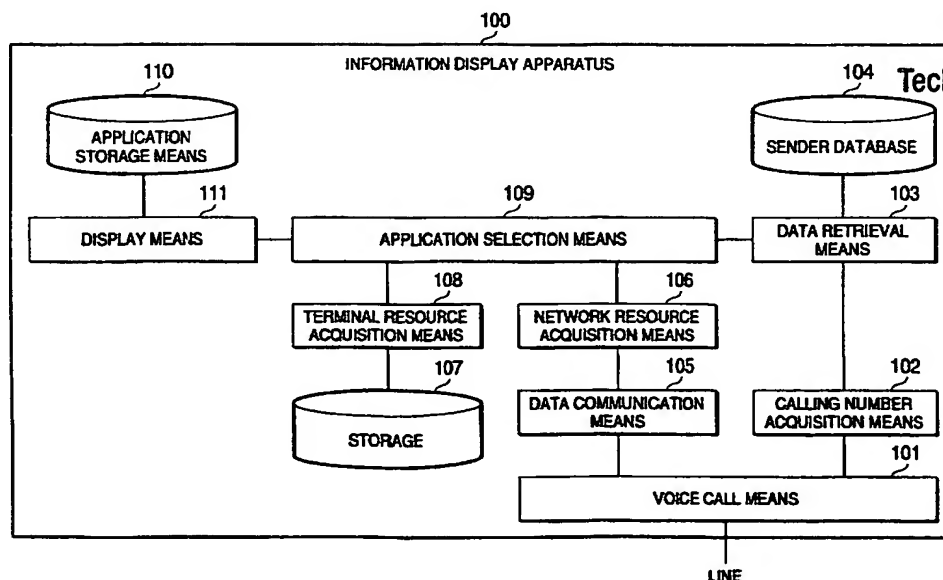 100
INFORMATION DISPLAY APPARATUS
110
104
APPLICATION
STORAGE MEANS
SENDER DATABASE
111
109
103
DISPLAY MEANS
APPLICATION SELECTION MEANS
DATA RETRIEVAL
MEANS
108
106
TERMINAL RESOURCE
ACQUISITION MEANS
NETWORK RESOURCE
ACQUISITION MEANS
107
105
102
STORAGE
DATA COMMUNICATION
MEANS
CALLING NUMBER
ACQUISITION MEANS
101
VOICE CALL MEANS
LINE